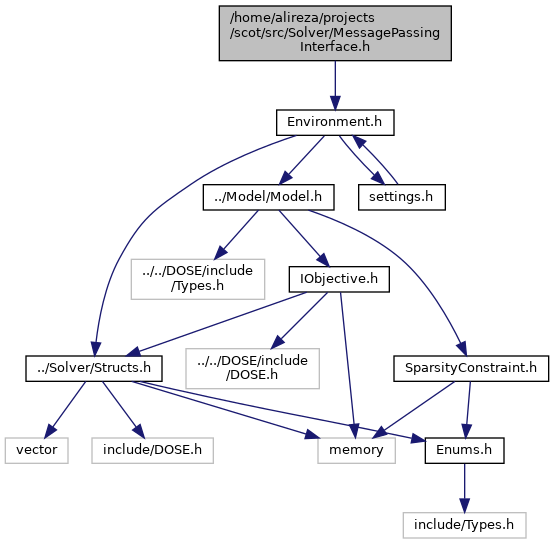 /home/alireza/projects
/scot/src/Solver/MessagePassing
Interface.h
Environment.h
../Model/Model.h
settings.h
../../DOSE/include
/Types.h
IObjective.h
../Solver/Structs.h
../../DOSE/include
/DOSE.h
SparsityConstraint.h
vector
include/DOSE.h
memory
Enums.h
include/Types.h